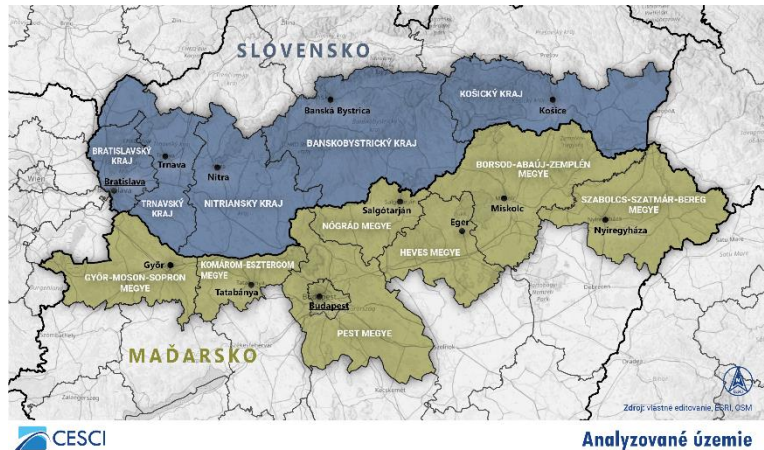 SLOVENSKO
KOŠICKÝ KRAJ
Košice
Banská Bystrica
BANSKOBYSTRICKÝ KRAJ
BRATISLAVSKÝ
KRAJ
Trnava
Nitra
Bratislava
TRNAVSKÝ
KRAJ
NITRIANSKY KRAJ
BORSOD-ABAÚJ-ZEMPLÉN
MEGYE
SZABOLCS-SZATMÁR-BEREG
MEGYE
Salgótarján
Miskolc
Nyíregyháza
NÓGRÁD MEGYE
Eger
HEVES MEGYE
Győr
GYŐR-MOSON-SOPRON
MEGYE
KOMÁROM-ESZTERGOM
MEGYE
Tatabánya
Budapest
PEST MEGYE
MAĎARSKO
Zdroj: vlastné editovanie, ESRI, OSM
CESCI
Analyzované územie